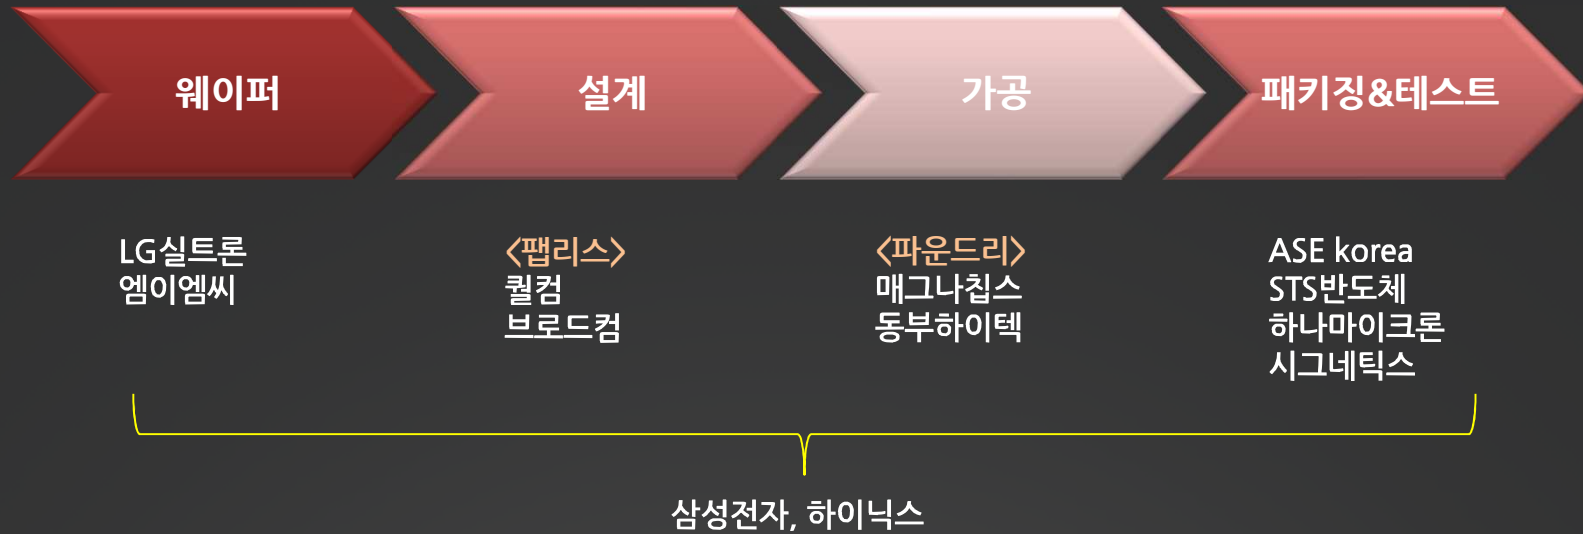 웨이퍼
설계
가공
패키징&테스트
LG실트론
엠이엠씨
<팹리스>
퀄컴
브로드컴
<파운드리>
매그나칩스
동부하이텍
ASE korea
STS반도체
하나마이크론
시그네틱스
삼성전자, 하이닉스